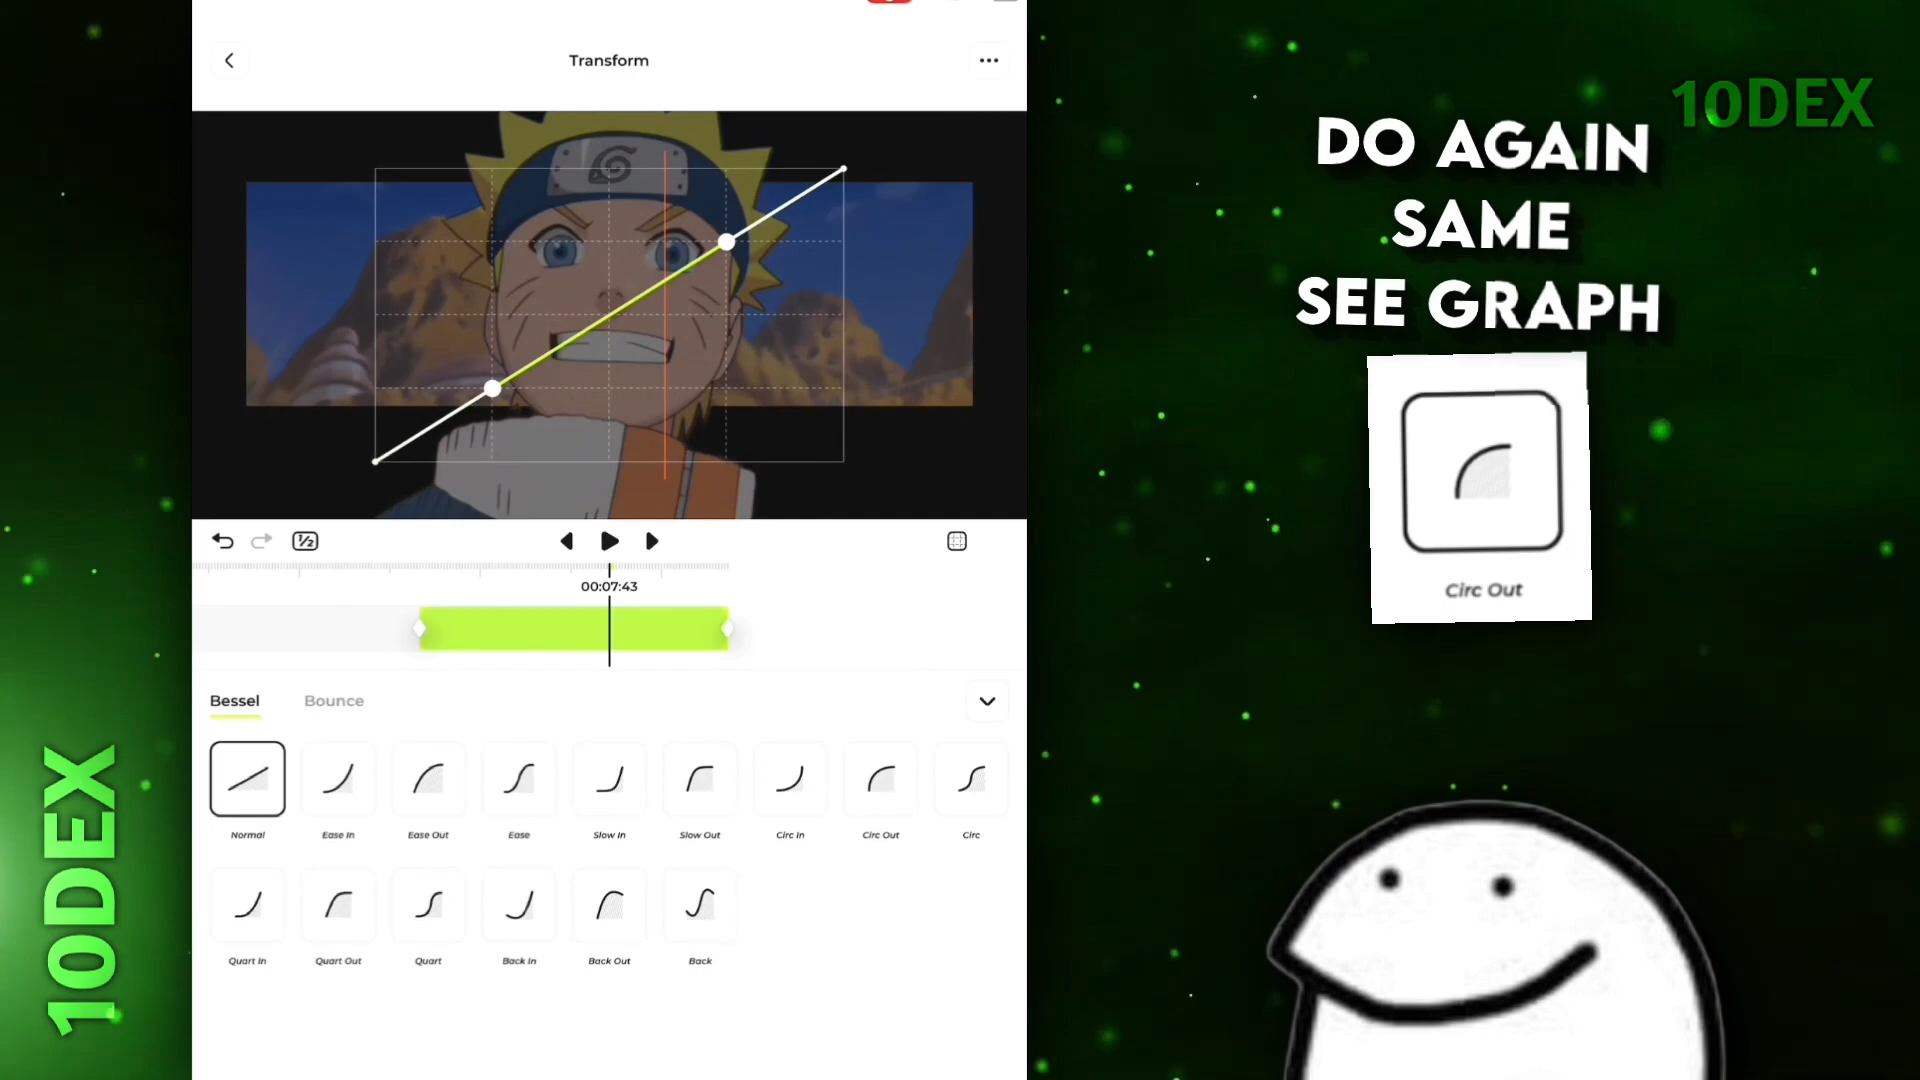 Transform
10DEX
DO AGAIN
SAME
SEE GRAPH
Circ Out
1/2
00:07:43
Bessel
Bounce
Normal
Ease In
Ease Out
Ease
Slow In
Slow Out
Circ In
Circ Out
Circ
Quart In
Quart Out
Quart
Back In
Back Out
Back
10DEX